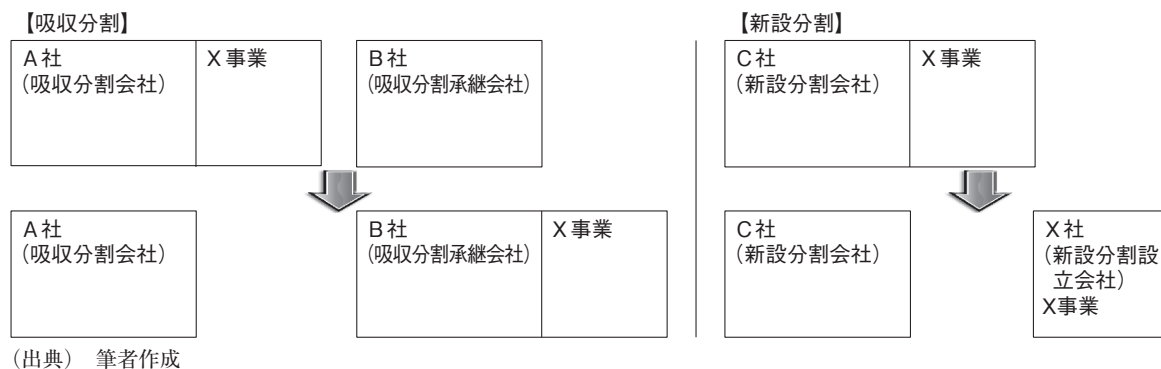 【吸収分割】
A社
(吸収分割会社)
X事業
B社
(吸収分割承継会社)
A社
(吸収分割会社)
B社
(吸収分割承継会社)
X事業
【新設分割】
C社
(新設分割会社)
X事業
C社
(新設分割会社)
X社
(新設分割設
立会社)
X事業
(出典) 筆者作成